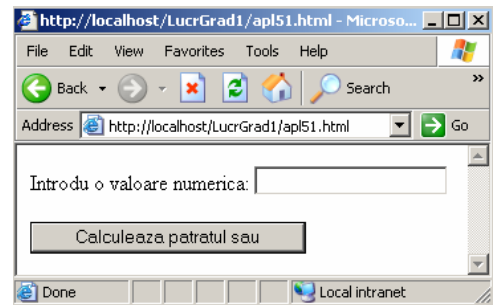 http://localhost/LucrGrad1/apl51.html - Microso...
File Edit View Favorites Tools Help
Back Search »
Address http://localhost/LucrGrad1/apl51.html Go
Introdu o valoare numerica:
Calculeaza patratul sau
Done Local intranet